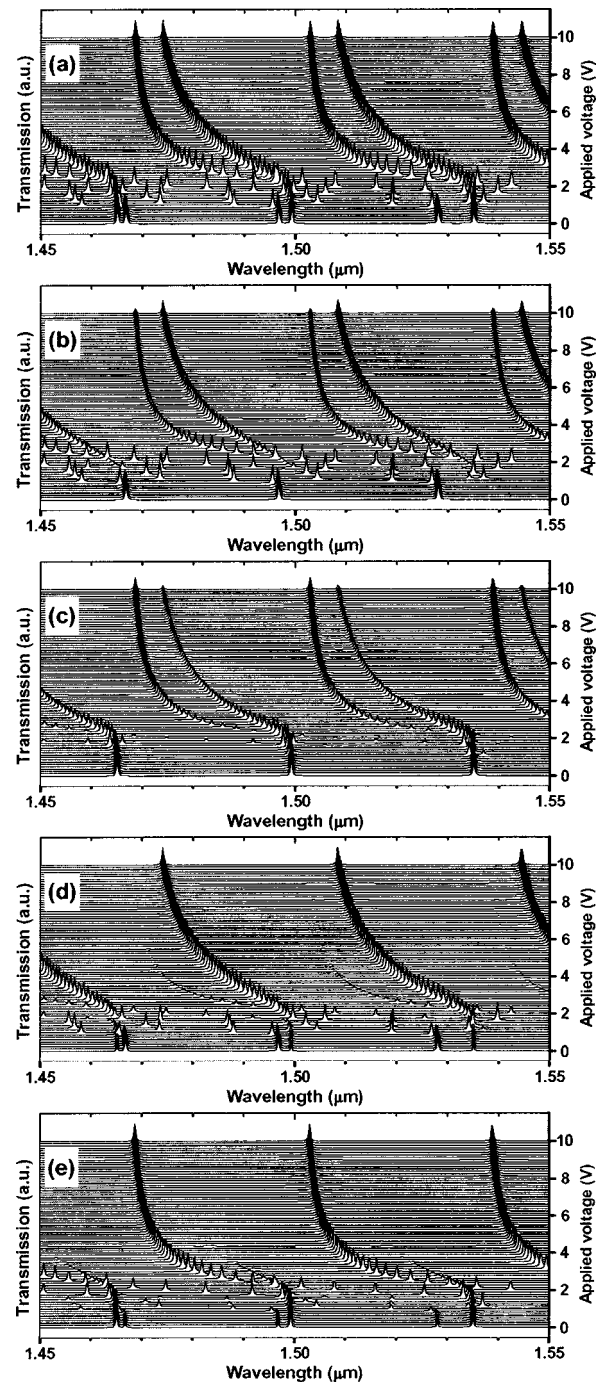 (a)
Transmission (a.u.)
10
8
6
4
2
0
Applied voltage (V)
1.45
1.50
1.55
Wavelength (μm)
(b)
Transmission (a.u.)
10
8
6
4
2
0
Applied voltage (V)
1.45
1.50
1.55
Wavelength (μm)
(c)
Transmission (a.u.)
10
8
6
4
2
0
Applied voltage (V)
1.45
1.50
1.55
Wavelength (μm)
(d)
Transmission (a.u.)
10
8
6
4
2
0
Applied voltage (V)
1.45
1.50
1.55
Wavelength (μm)
(e)
Transmission (a.u.)
10
8
6
4
2
0
Applied voltage (V)
1.45
1.50
1.55
Wavelength (μm)